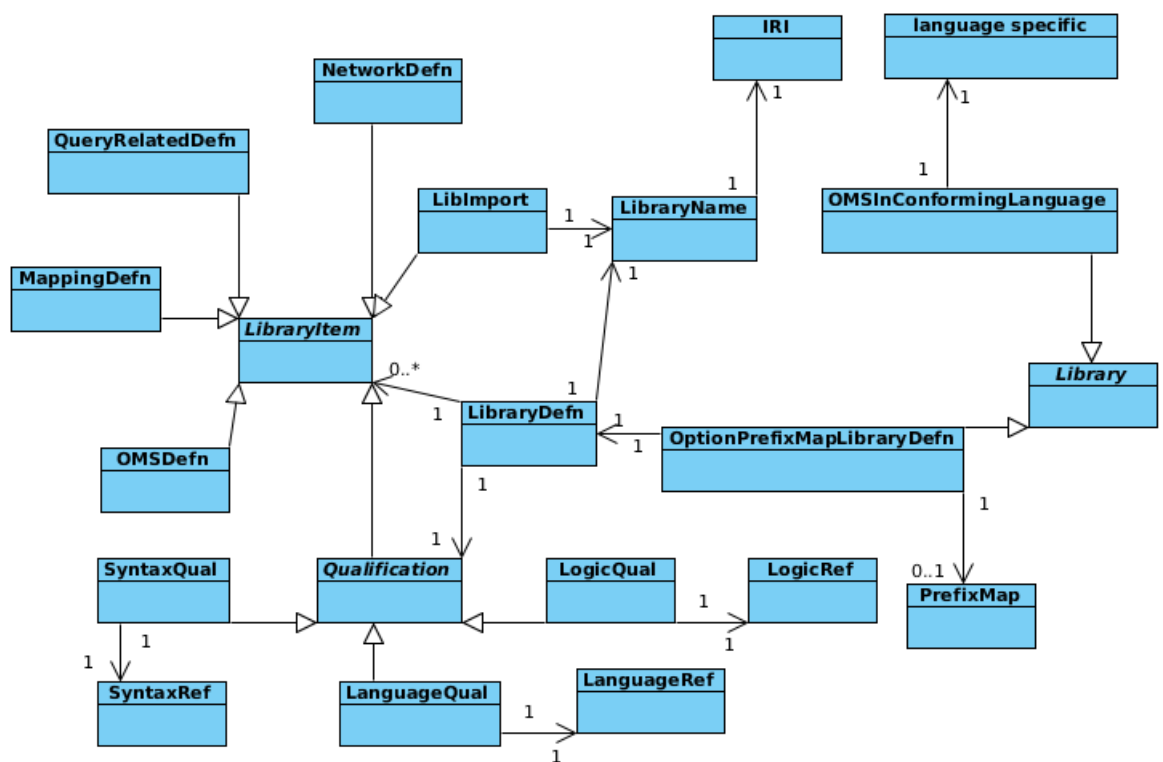 IRI
language specific
NetworkDefn
1
1
QueryRelatedDefn
1
1
LibImport
LibraryName
OMSInConformingLanguage
1
1
MappingDefn
1
LibraryItem
0..*
Library
1
1
LibraryDefn
1
1
OptionPrefixMapLibraryDefn
OMSDefn
1
1
1
SyntaxQual
Qualification
LogicQual
LogicRef
0..1
PrefixMap
1
1
1
1
SyntaxRef
LanguageQual
LanguageRef
1
1